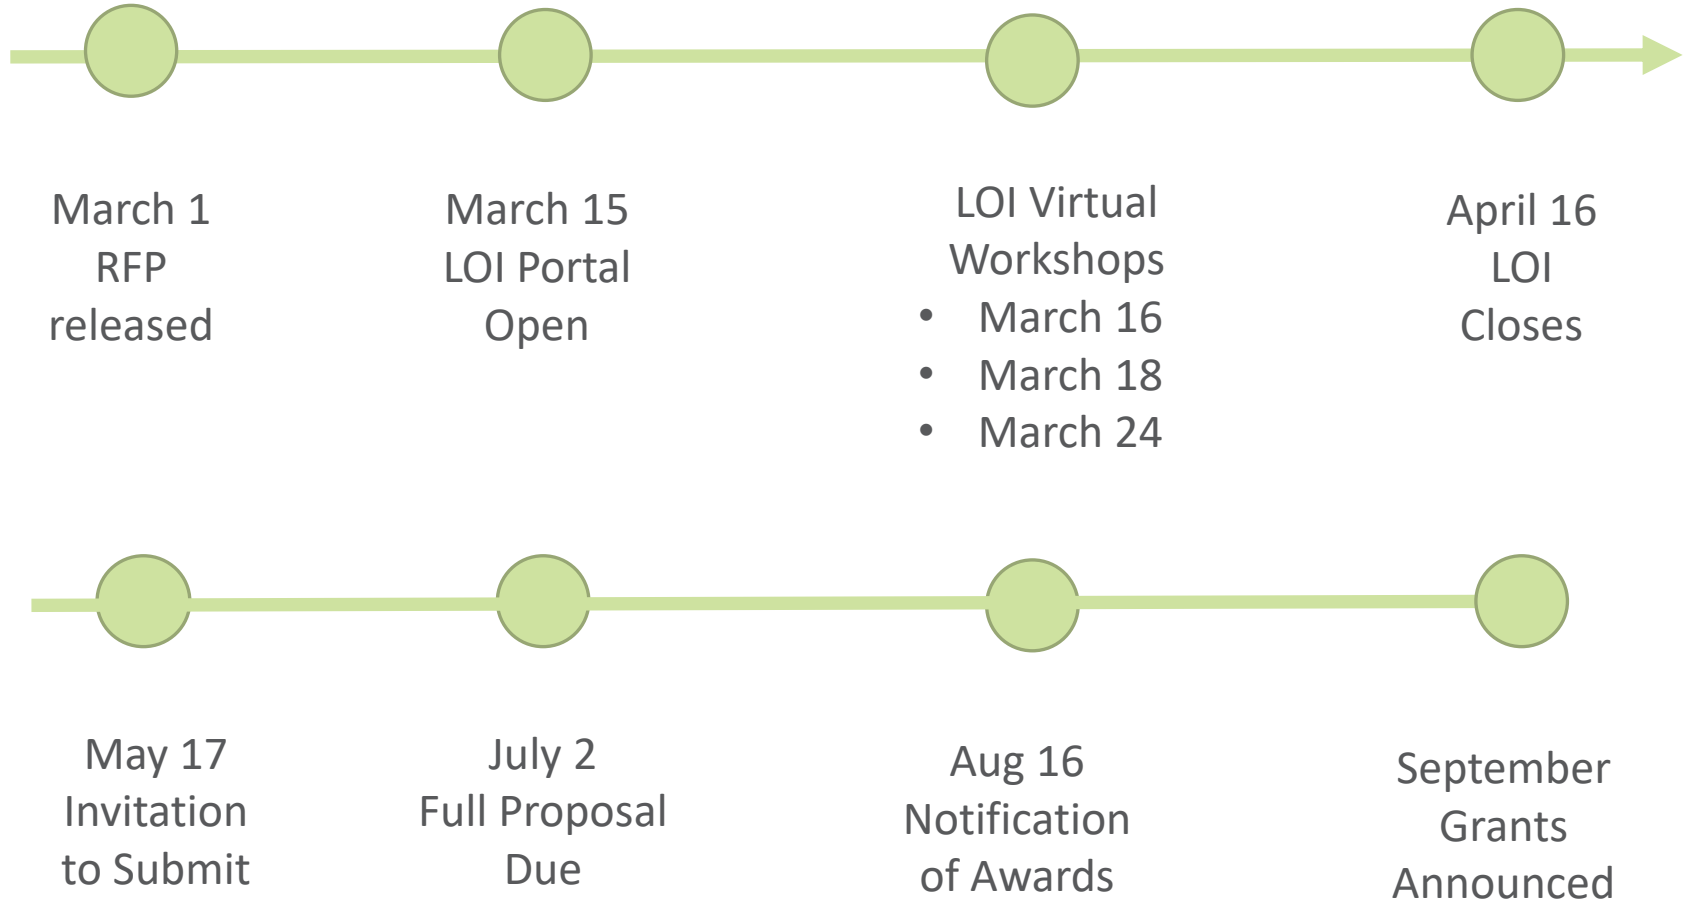 March 1
RFP
released
March 15
LOI Portal
Open
LOI Virtual
Workshops
• March 16
• March 18
• March 24
April 16
LOI
Closes
May 17
Invitation
to Submit
July 2
Full Proposal
Due
Aug 16
Notification
of Awards
September
Grants
Announced